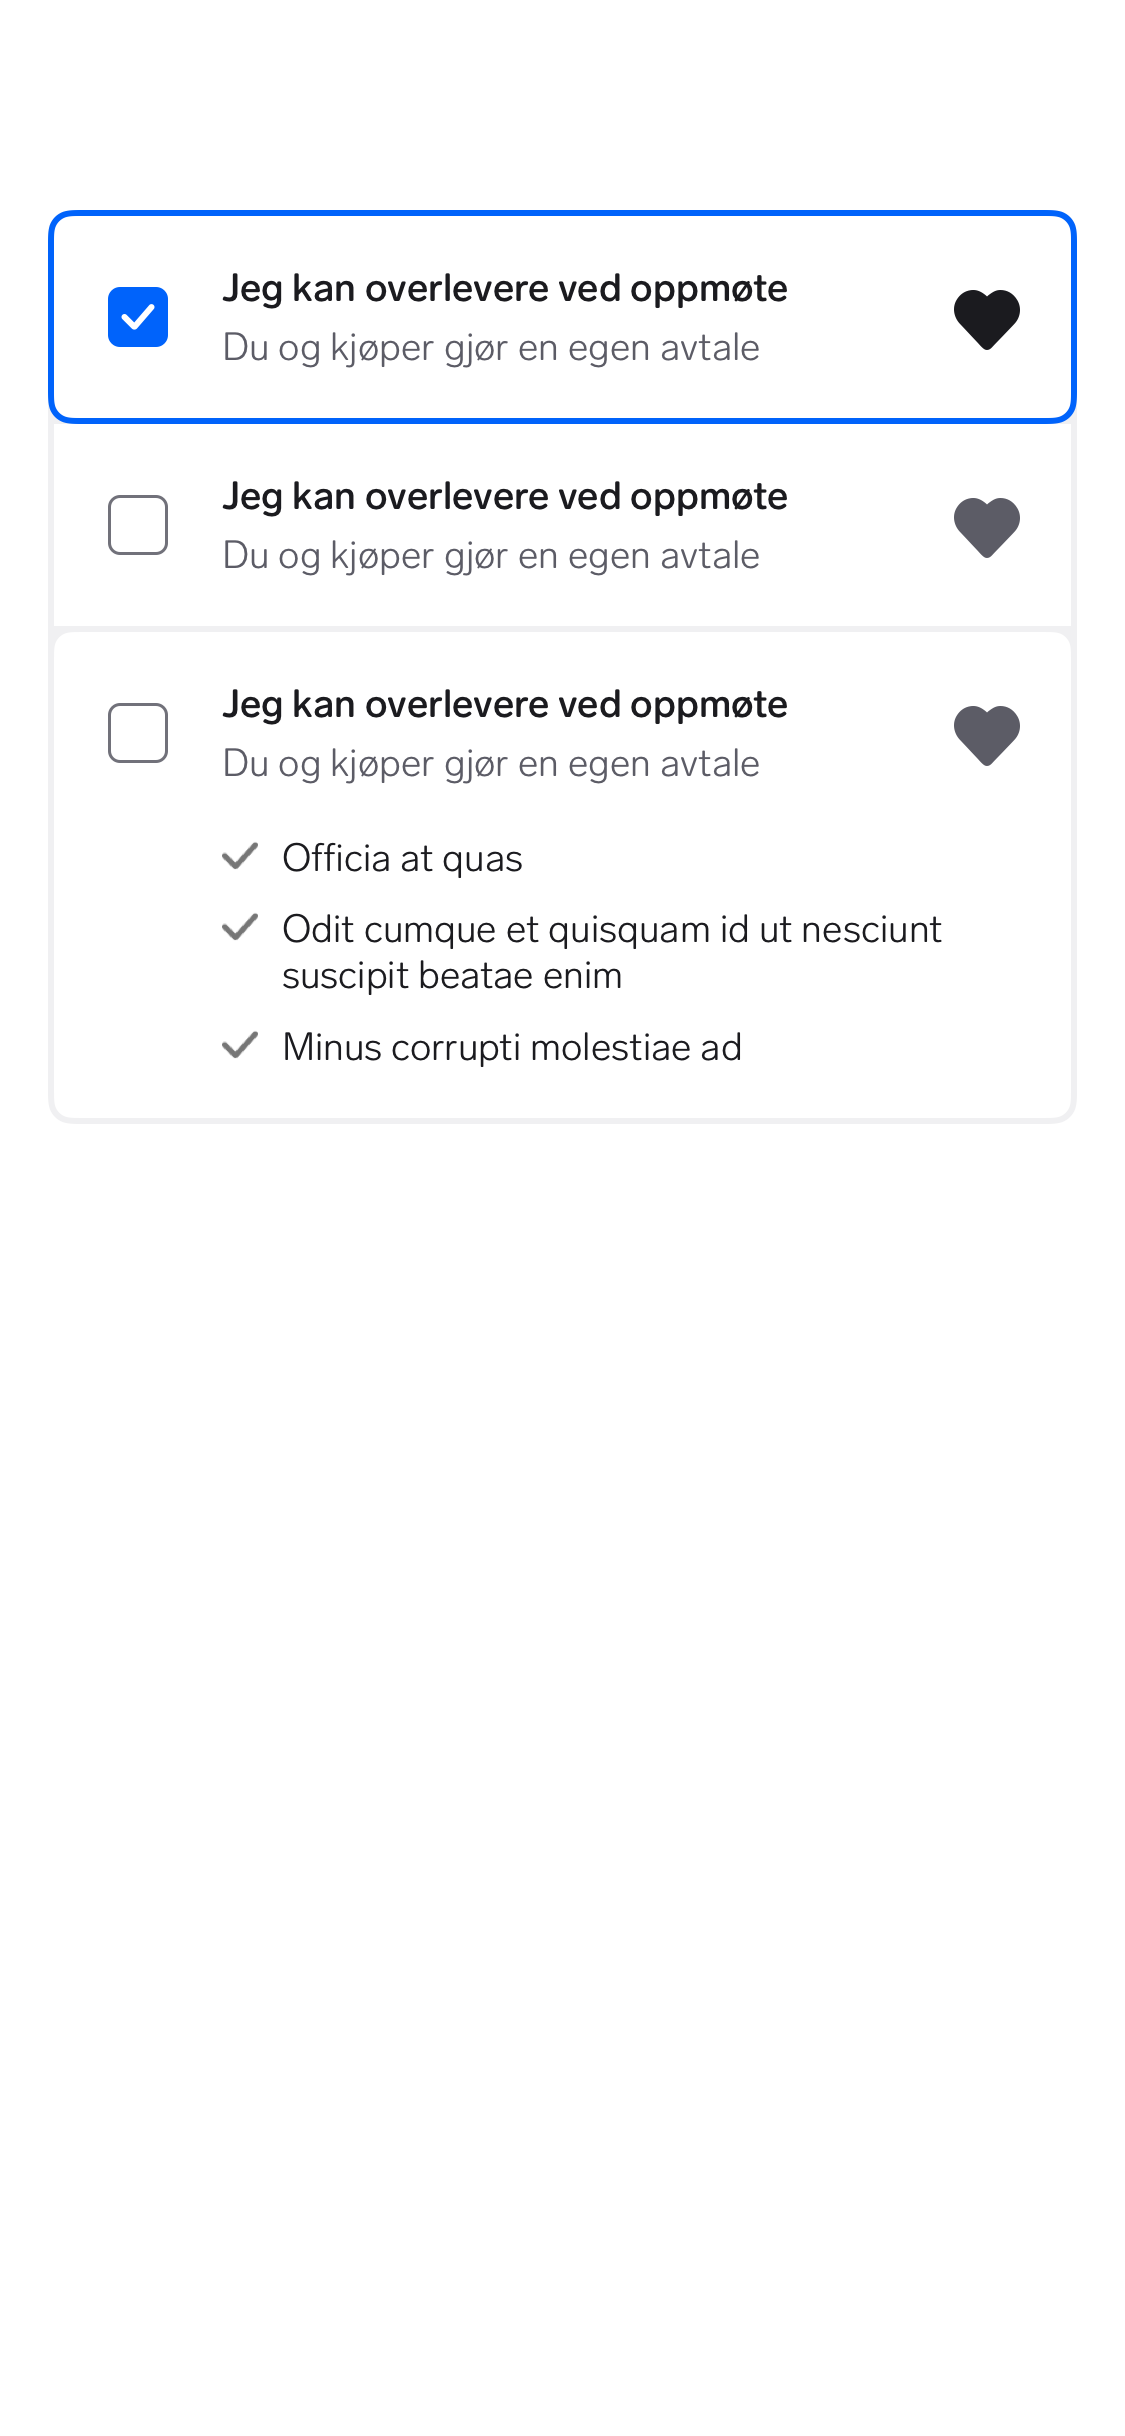 Jeg kan overlevere ved oppmøte
Du og kjøper gjør en egen avtale
Jeg kan overlevere ved oppmøte
Du og kjøper gjør en egen avtale
Jeg kan overlevere ved oppmøte
Du og kjøper gjør en egen avtale
Officia at quas
Odit cumque et quisquam id ut nesciunt
suscipit beatae enim
Minus corrupti molestiae ad